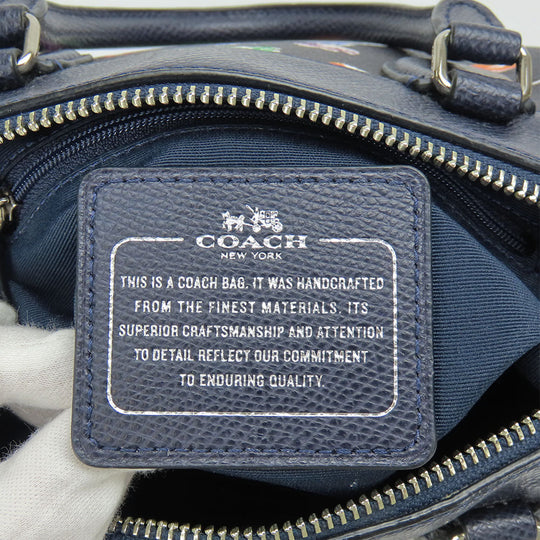 COACH
NEW YORK
THIS IS A COACH BAG. IT WAS HANDCRAFTED
FROM THE FINEST MATERIALS. ITS
SUPERIOR CRAFTSMANSHIP AND ATTENTION
TO DETAIL REFLECT OUR COMMITMENT
TO ENDURING QUALITY.